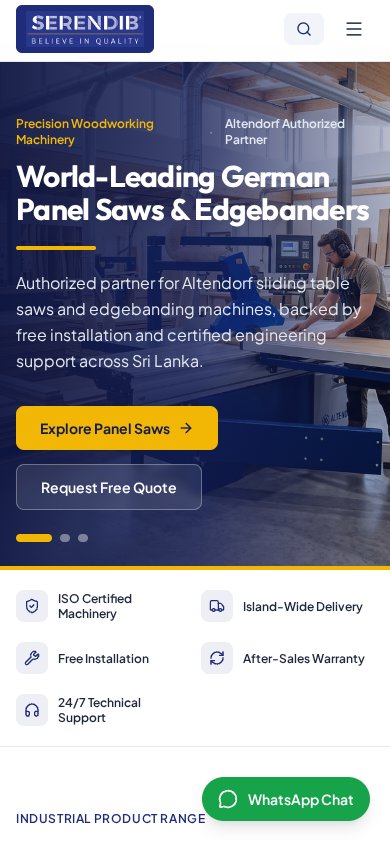 SERENDIB
BELIEVE IN QUALITY
Precision Woodworking
Machinery
·
Altendorf Authorized
Partner
World-Leading German
Panel Saws & Edgebanders
Authorized partner for Altendorf sliding table
saws and edgebanding machines, backed by
free installation and certified engineering
support across Sri Lanka.
Explore Panel Saws
Request Free Quote
ISO Certified
Machinery
Island-Wide Delivery
Free Installation
After-Sales Warranty
24/7 Technical
Support
INDUSTRIAL PRODUCT RANGE
WhatsApp Chat